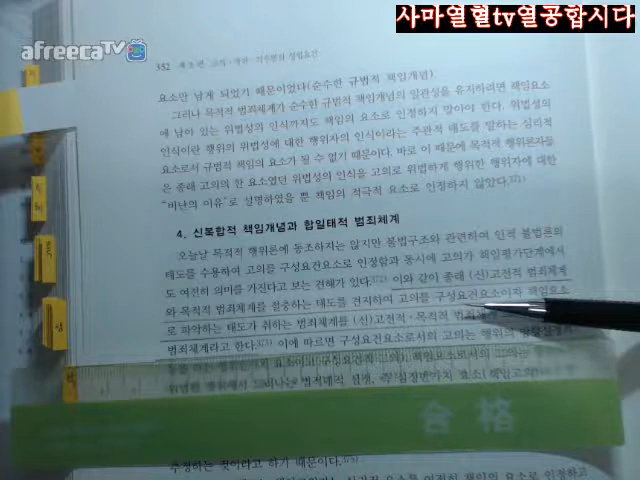 사마열혈tv열공합시다
afreecaTV
352 제3편 고의·과실
요소만 남게 되었기 때문이었다(순수한 규범적 책임개념).
그러나 목적적 범죄체계가 순수한 규범적 책임개념의 일관성을 유지하려면 책임요소
에 남아 있는 위법성의 인식까지도 책임의 요소로 인정하지 말아야 한다. 위법성의
인식이란 행위의 위법성에 대한 행위자의 인식이라는 주관적 태도를 말하는 심리적
요소로서 규범적 책임의 요소가 될 수 없기 때문이다. 바로 이 때문에 목적적 행위론자들
은 종래 고의의 한 요소였던 위법성의 인식을 고의로 위법하게 행위한 행위자에 대한
“비난의 이유”로 설명하였을 뿐 책임의 적극적 요소로 인정하지 않았다.
4. 신복합적 책임개념과 합일태적 범죄체계
오늘날 목적적 행위론에 동조하지는 않지만 불법구조와 관련하여 인적 불법론의
태도를 수용하여 고의를 구성요건요소로 인정함과 동시에 고의가 책임평가단계에서
도 여전히 의미를 가진다고 보는 견해가 있다. 이와 같이 종래 (신)고전적 범죄체계
와 목적적 범죄체계를 절충하는 태도를 견지하여 고의를 구성요건요소이자 책임요소
로 파악하는 태도가 취하는 범죄체계를 (신)고전적·목적적
범죄체계라고 한다 이에 따르면 구성요건요소로서의 고의는 행위의
合格
추정하는 것이라고 하기 때문이다.